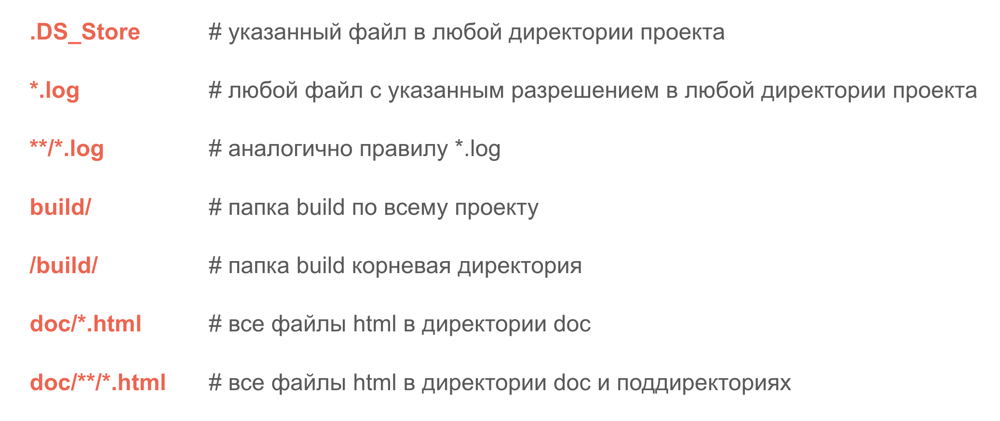 .DS_Store # указанный файл в любой директории проекта
*.log # любой файл с указанным разрешением в любой директории проекта
**/*.log # аналогично правилу *.log
build/ # папка build по всему проекту
/build/ # папка build корневая директория
doc/*.html # все файлы html в директории doc
doc/**/*.html # все файлы html в директории doc и поддиректориях